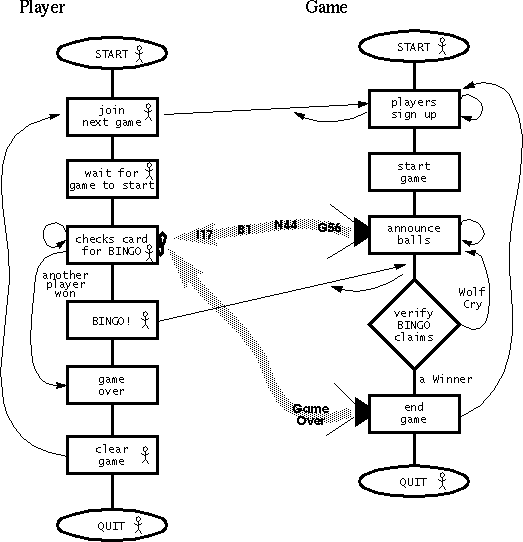 Player
START
join
next game
wait for
game to start
checks card
for BINGO
another
player
won
BINGO!
game
over
clear
game
QUIT
I17
B1
N44
G56
Game
Over
Game
START
players
sign up
start
game
announce
balls
Wolf
Cry
verify
BINGO
claims
a Winner
end
game
QUIT